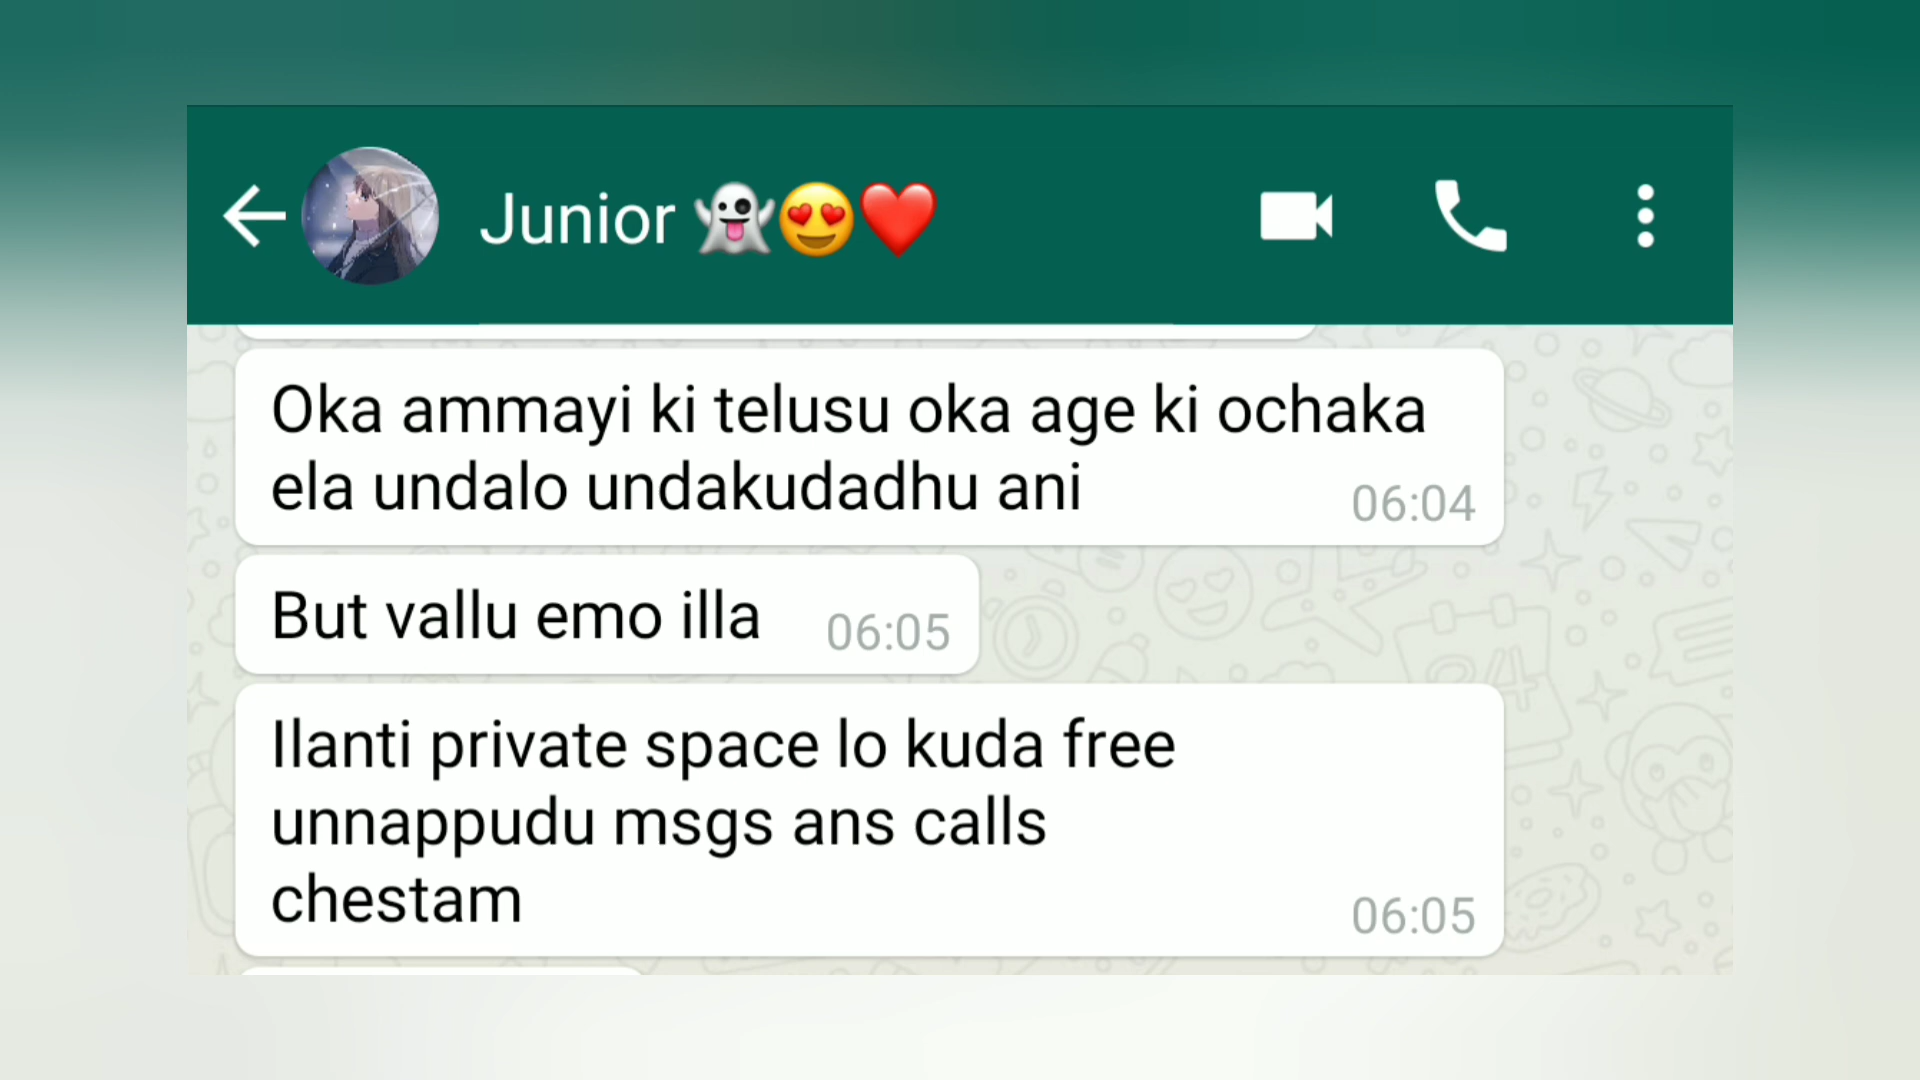 Junior 👻😍❤️
Oka ammayi ki telusu oka age ki ochaka
ela undalo undakudadhu ani
06:04
But vallu emo illa
06:05
Ilanti private space lo kuda free
unnappudu msgs ans calls
chestam
06:05